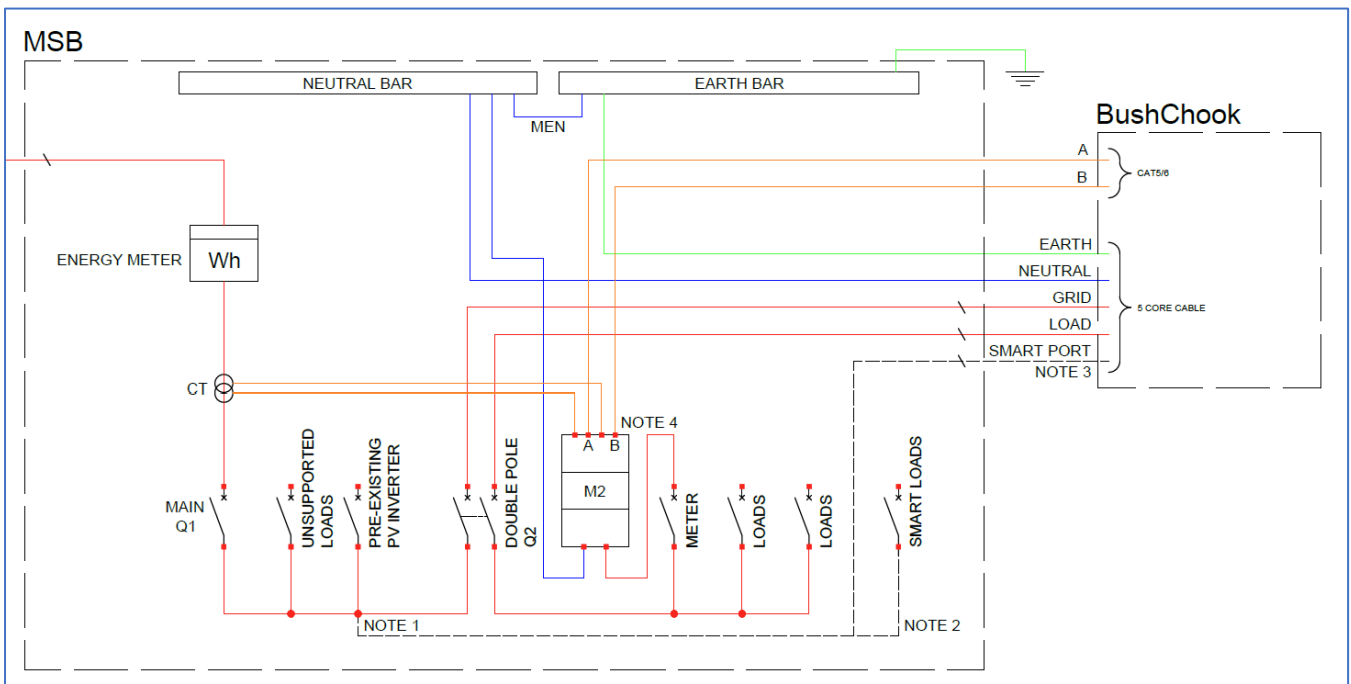 MSB
NEUTRAL BAR
EARTH BAR
MEN
BushChook
A
B
CAT5/6
ENERGY METER
Wh
EARTH
NEUTRAL
GRID
LOAD
SMART PORT
NOTE 3
5 CORE CABLE
CT
NOTE 4
A B
M2
MAIN
Q1
UNSUPPORTED
LOADS
PRE-EXISTING
PV INVERTER
DOUBLE POLE
Q2
METER
LOADS
LOADS
SMART LOADS
NOTE 1
NOTE 2